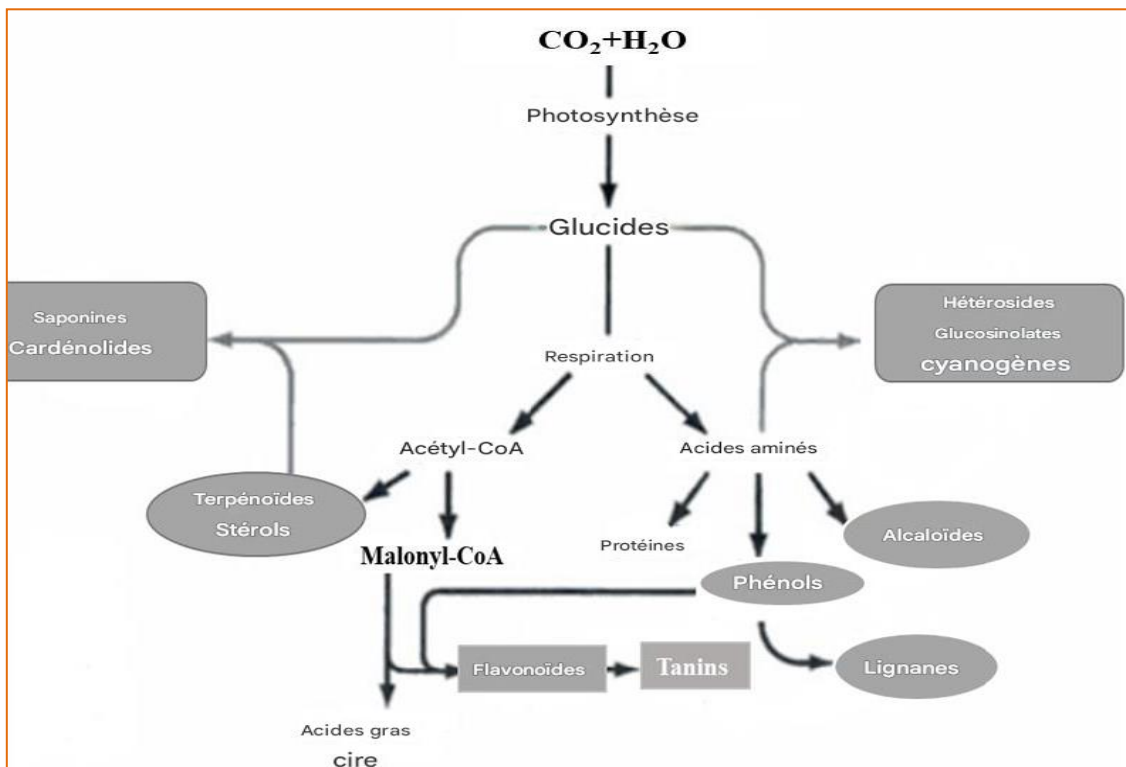 CO₂+H₂O
Photosynthèse
Glucides
Saponines
Cardénolides
Hétérosides
Glucosinolates
cyanogènes
Respiration
Acétyl-CoA
Acides aminés
Terpénoïdes
Stérols
Malonyl-CoA
Protéines
Alcaloïdes
Phénols
Flavonoïdes
Tanins
Lignanes
Acides gras
cire